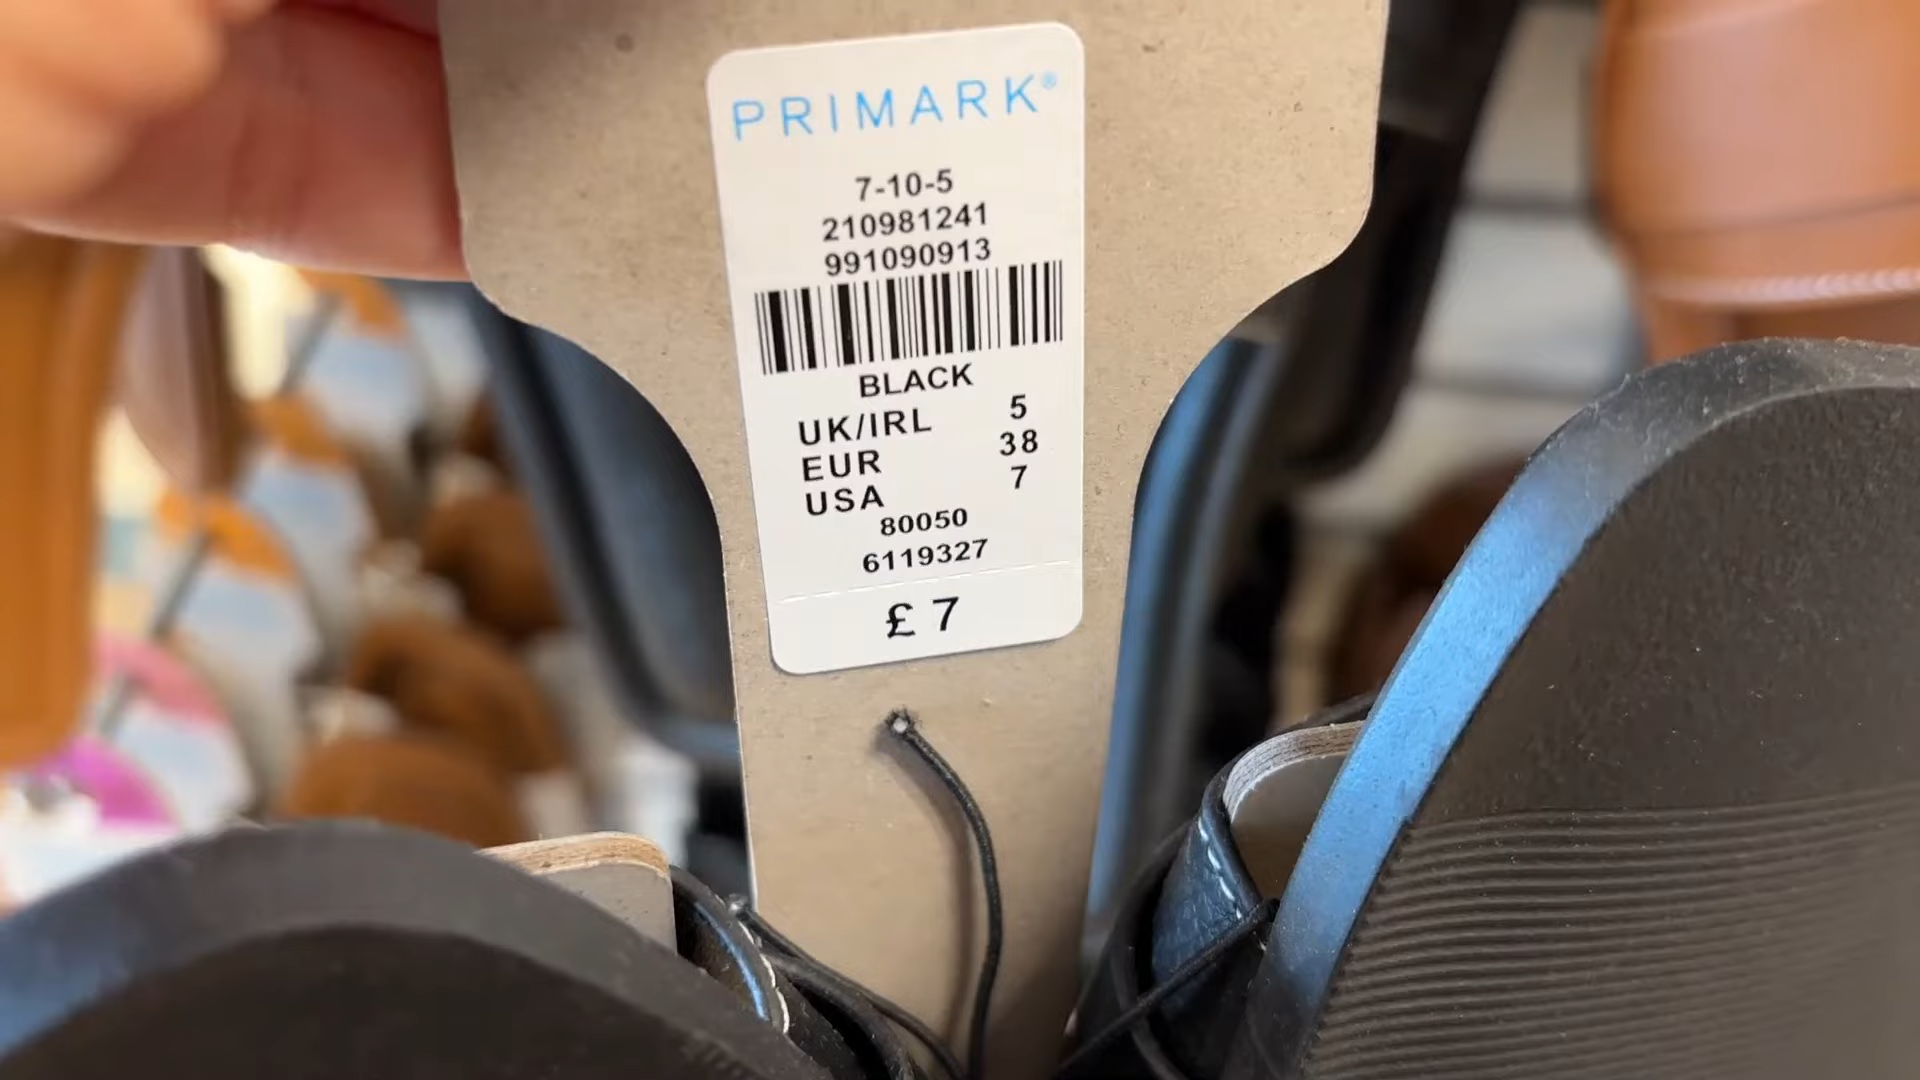 PRIMARK®
7-10-5
210981241
991090913
BLACK
UK/IRL 5
EUR 38
USA 7
80050
6119327
£7